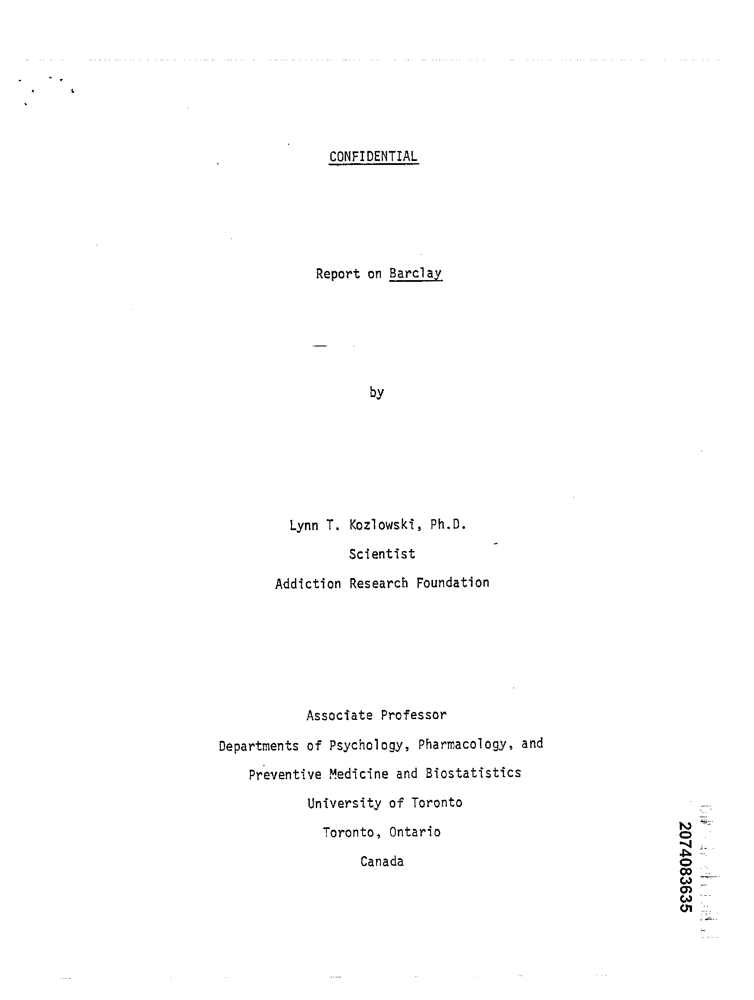 CONFIDENTIAL
Report on Barclay
by
Lynn T. Kozlowski, Ph.D.
Scientist
Addiction Research Foundation
Associate Professor
Departments of Psychology, Pharmacology, and
Preventive Medicine and Biostatistics
University of Toronto
Toronto, Ontario
Canada
2074083635